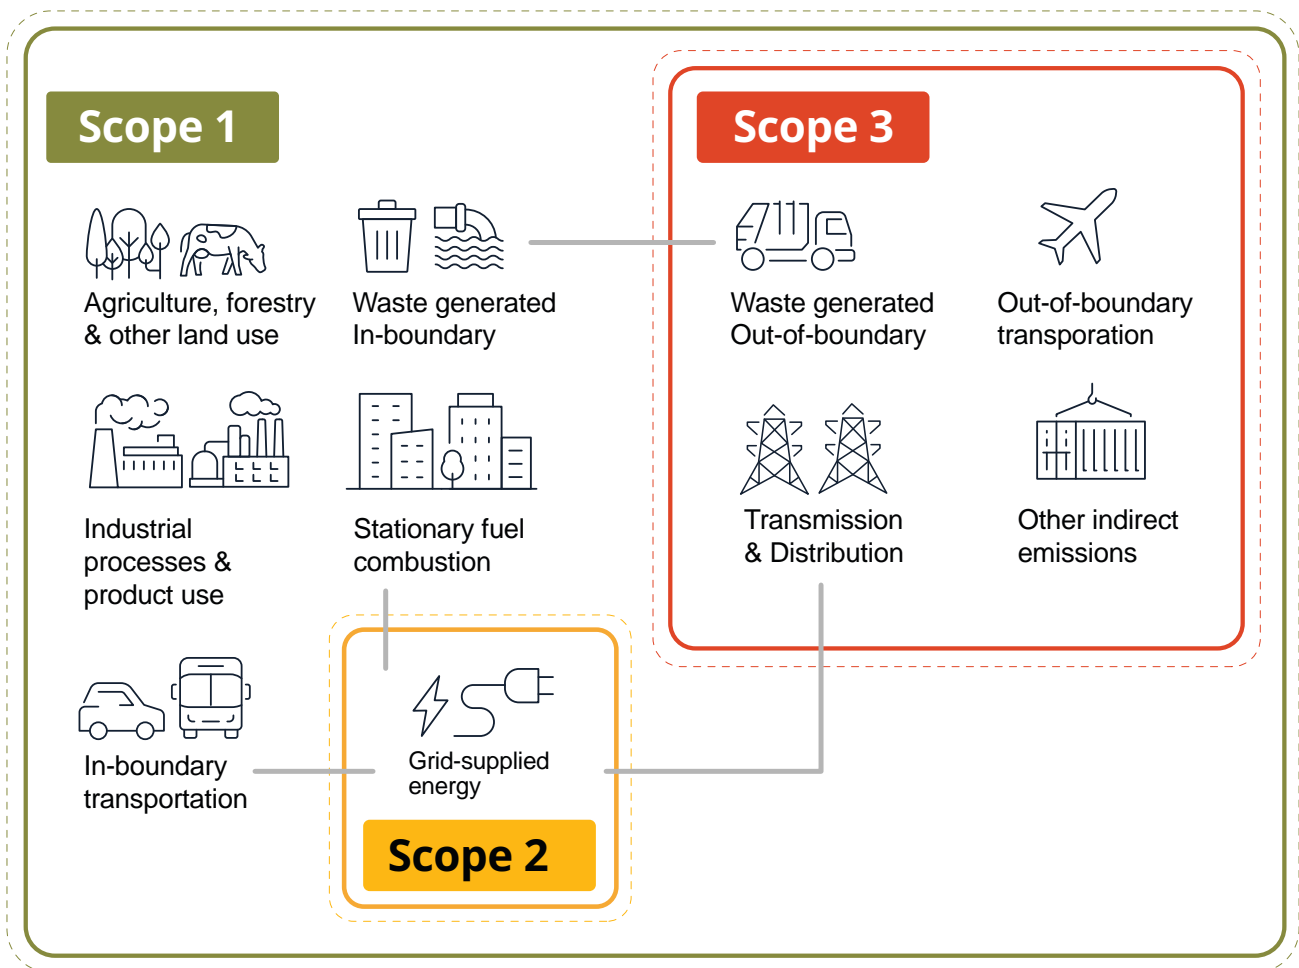 Scope 1
Agriculture, forestry
& other land use
Waste generated
In-boundary
Industrial
processes &
product use
Stationary fuel
combustion
In-boundary
transportation
Grid-supplied
energy
Scope 2
Scope 3
Waste generated
Out-of-boundary
Out-of-boundary
transporation
Transmission
& Distribution
Other indirect
emissions